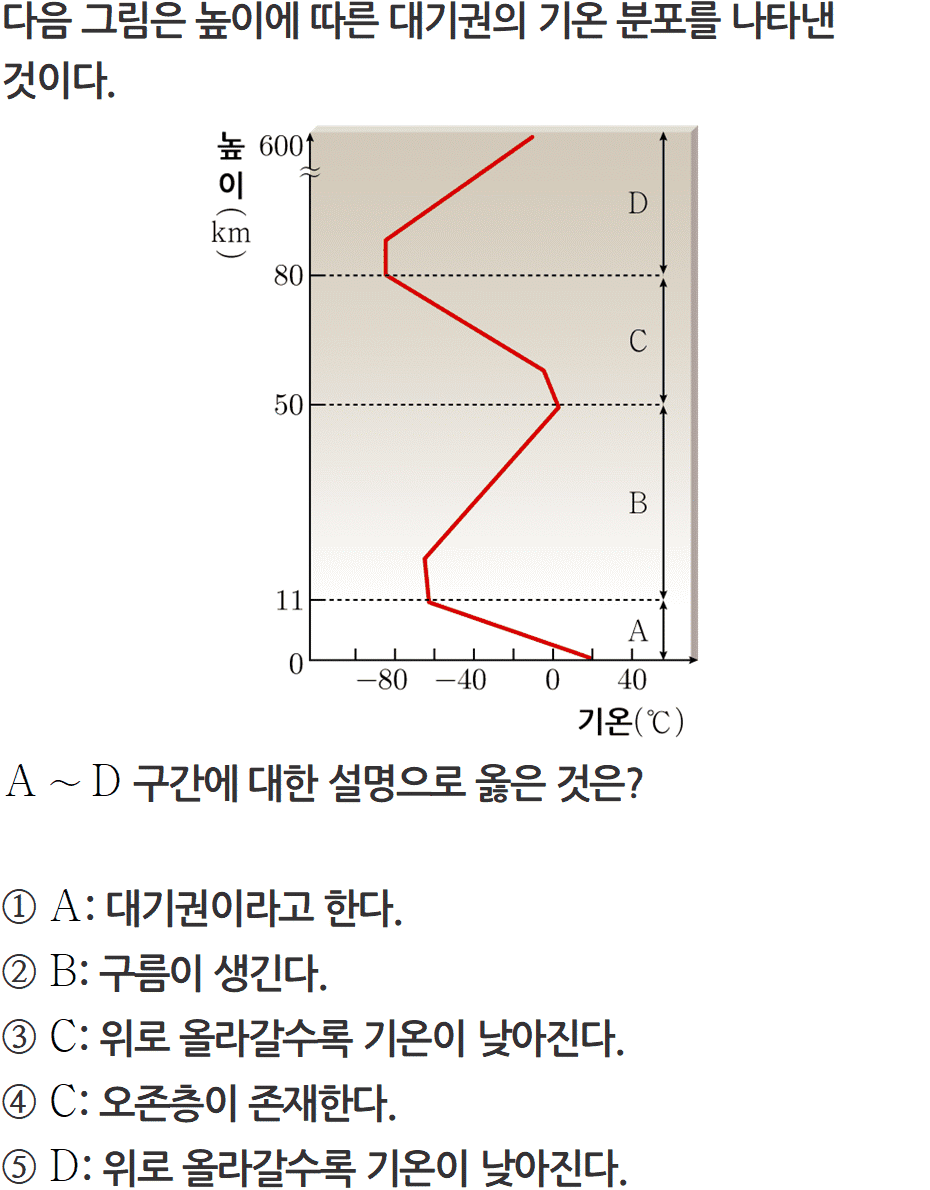 다음 그림은 높이에 따른 대기권의 기온 분포를 나타낸
것이다.
높이(km)
600
80
50
11
0
D
C
B
A
−80 −40 0 40
기온(℃)
A ~ D 구간에 대한 설명으로 옳은 것은?
① A: 대기권이라고 한다.
② B: 구름이 생긴다.
③ C: 위로 올라갈수록 기온이 낮아진다.
④ C: 오존층이 존재한다.
⑤ D: 위로 올라갈수록 기온이 낮아진다.